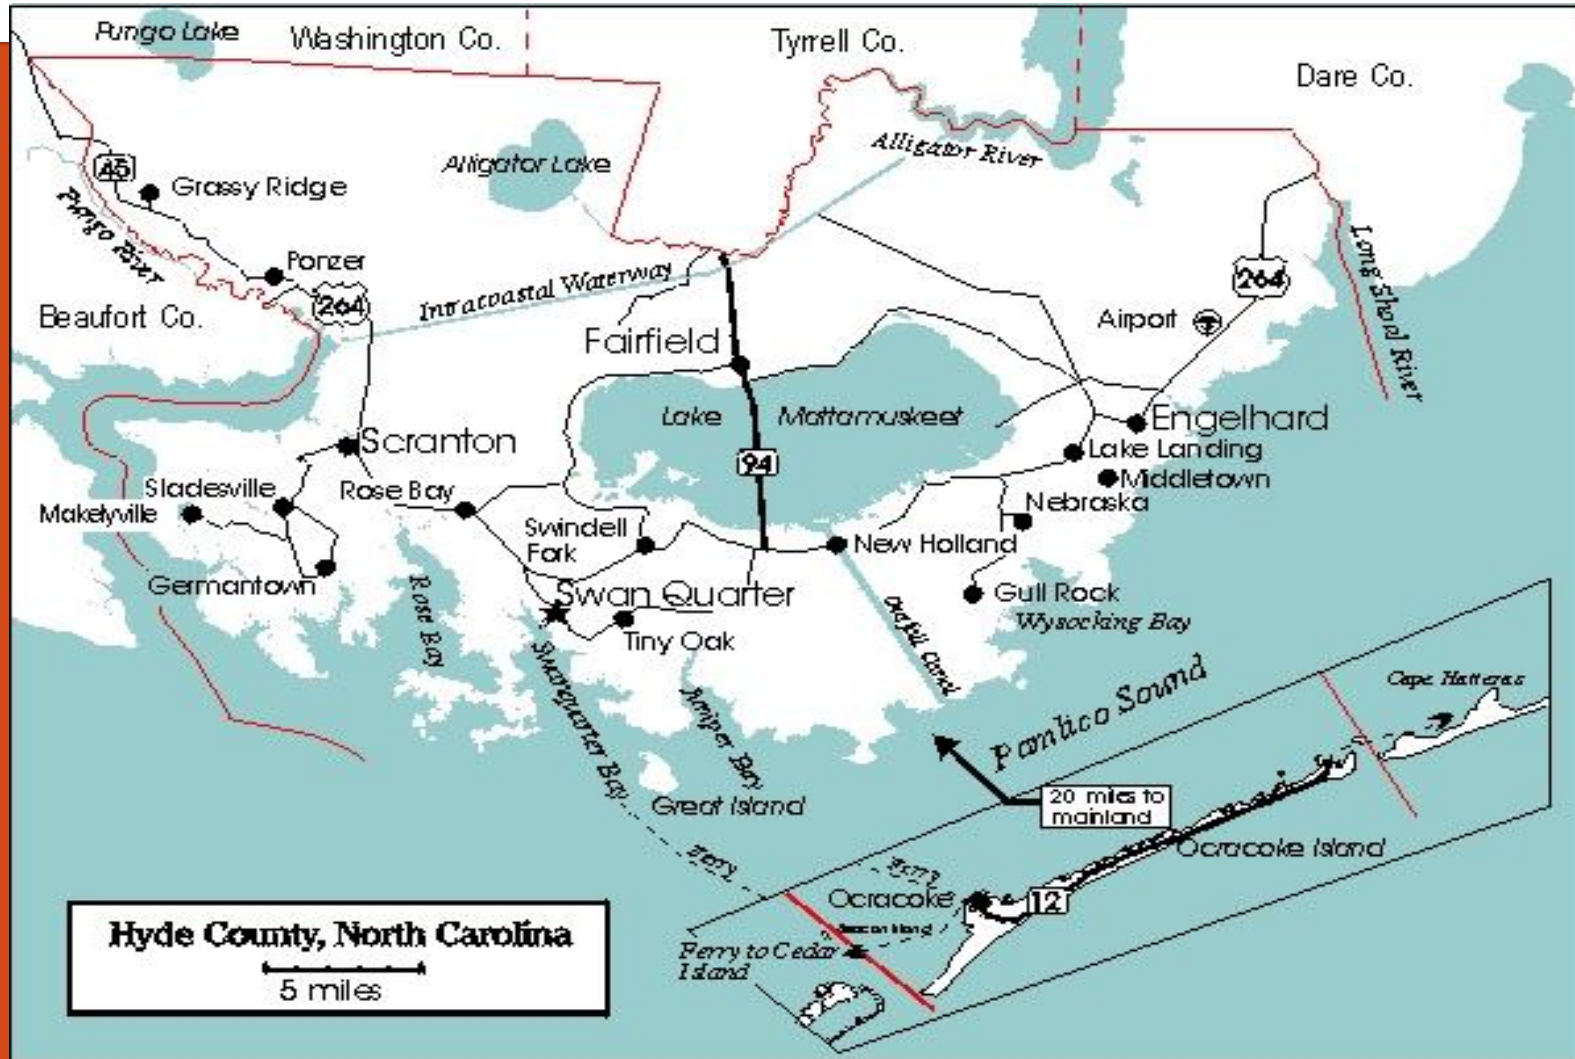 Pungo Lake
Washington Co.
Tyrrell Co.
Dare Co.
Alligator Lake
Alligator River
45
Grassy Ridge
Pungo River
Ponzer
264
Intracoastal Waterway
264
Long Shoal River
Beaufort Co.
Airport
Fairfield
Lake Mattamuskeet
Engelhard
Scranton
94
Lake Landing
Middletown
Sladesville
Rose Bay
Makelyville
Nebraska
Swindell
Fork
New Holland
Germantown
Swan Quarter
Gull Rock
Rose Bay
Outfall Canal
Wysocking Bay
Tiny Oak
Swanquarter Bay
Juniper Bay
Pamlico Sound
Cape Hatteras
Great Island
20 miles to
mainland
Ocracoke Island
Ferry
Ferry
Ocracoke
12
Beacon Island
Ferry to Cedar
Island
Hyde County, North Carolina
5 miles